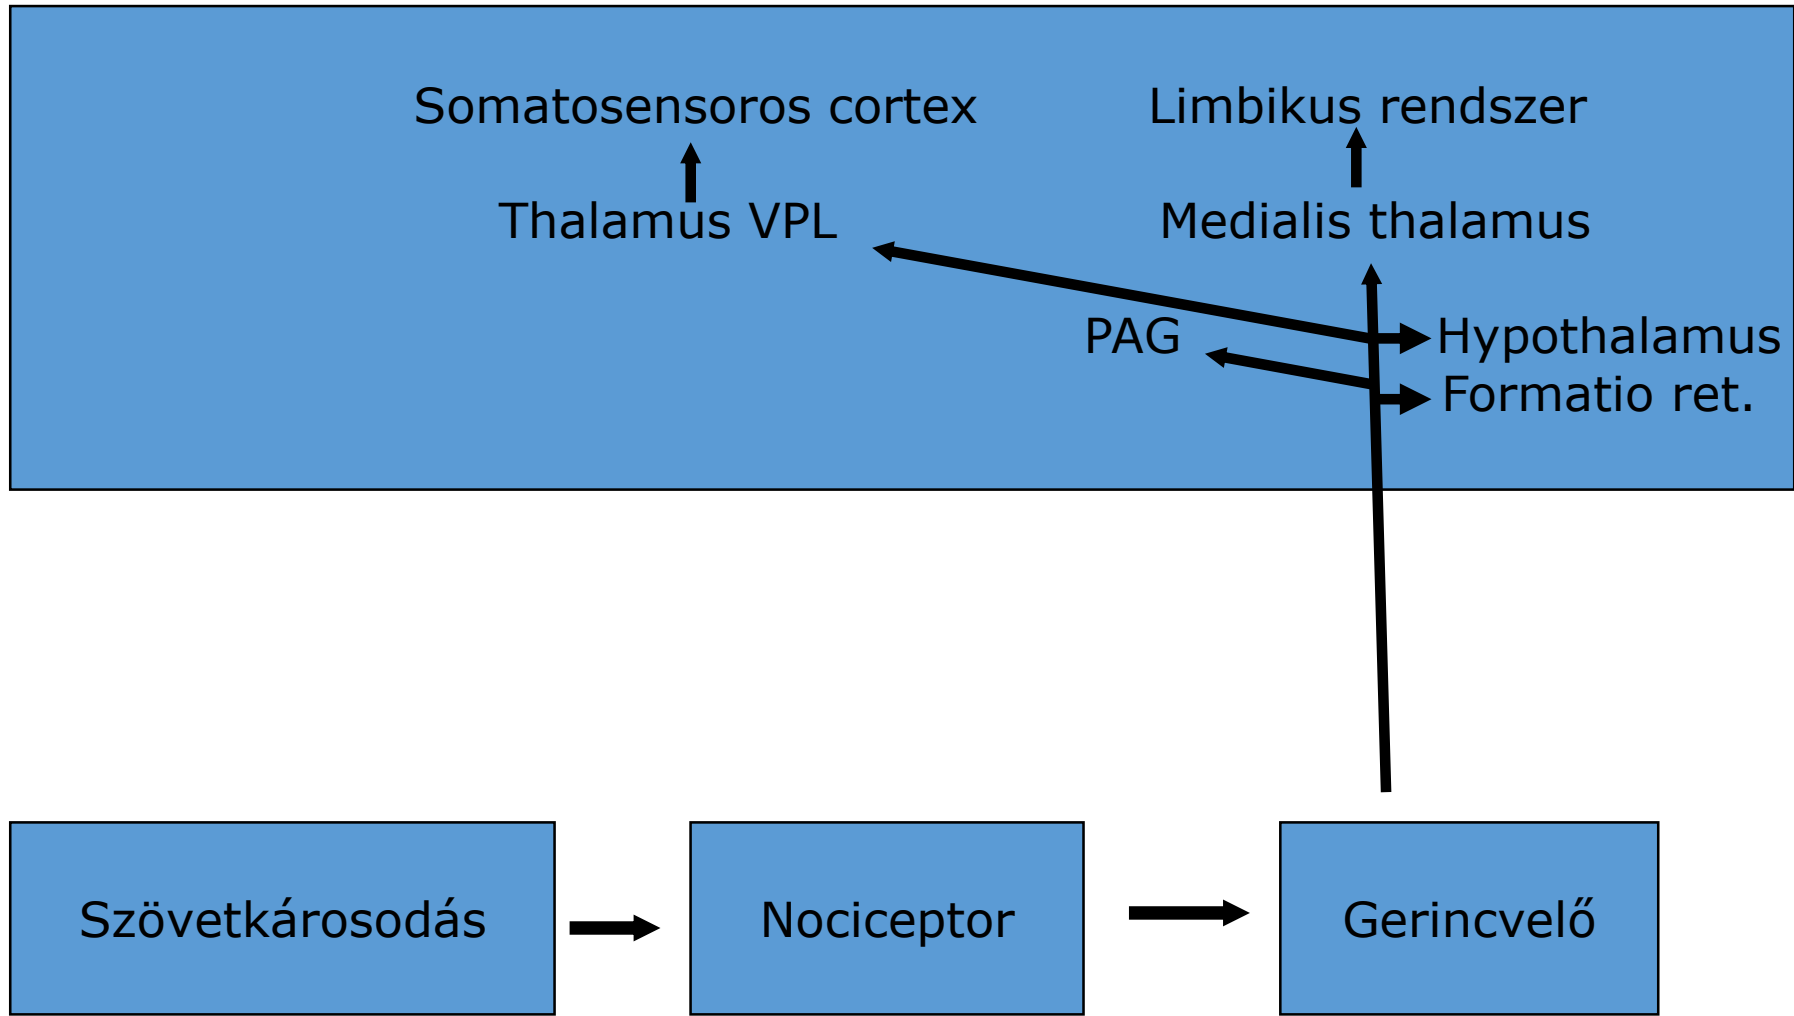 Somatosensoros cortex
Limbikus rendszer
Thalamus VPL
Medialis thalamus
PAG
Hypothalamus
Formatio ret.
Szövetkárosodás
Nociceptor
Gerincvelő